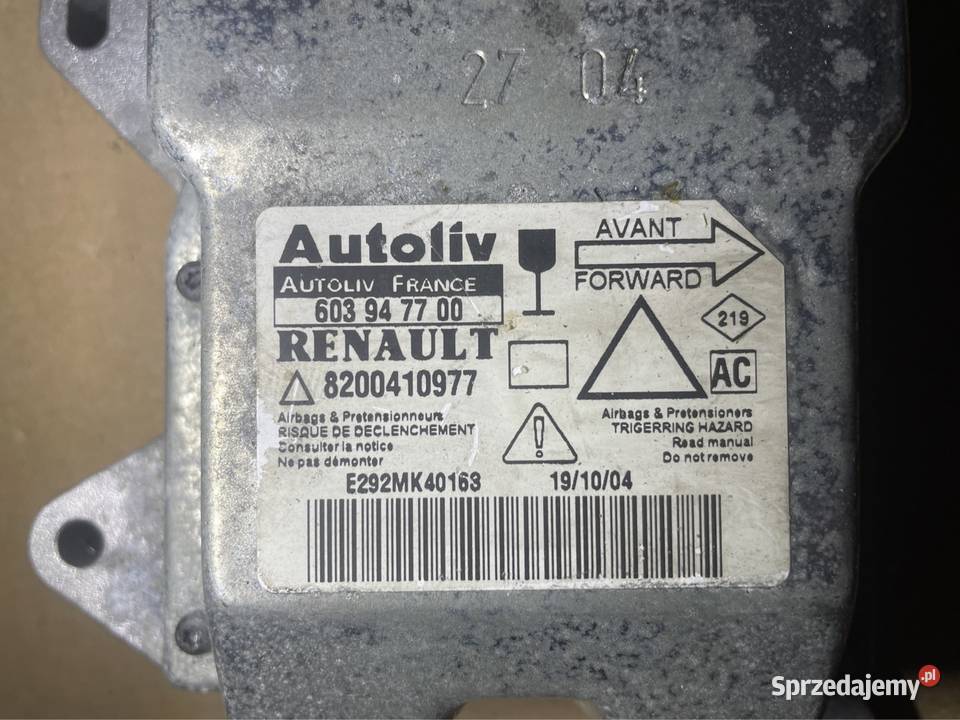 27 04
Autoliv
AUTOLIV FRANCE
603 94 77 00
RENAULT
8200410977
Airbags & Pretensionneurs
RISQUE DE DECLENCHEMENT
Consulter la notice
Ne pas démonter
AVANT
FORWARD
219
AC
Airbags & Pretensioners
TRIGERRING HAZARD
Read manual
Do not remove
E292MK40163 19/10/04
Sprzedajemy.pl